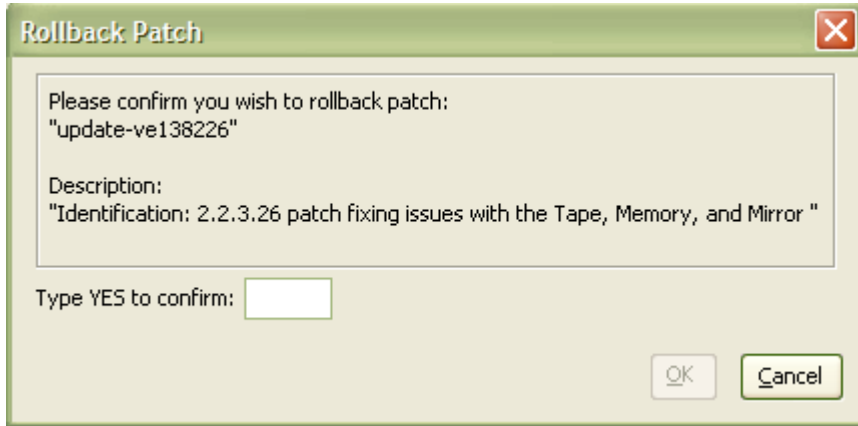 Rollback Patch
Please confirm you wish to rollback patch:
"update-ve138226"
Description:
"Identification: 2.2.3.26 patch fixing issues with the Tape, Memory, and Mirror "
Type YES to confirm:
OK
Cancel